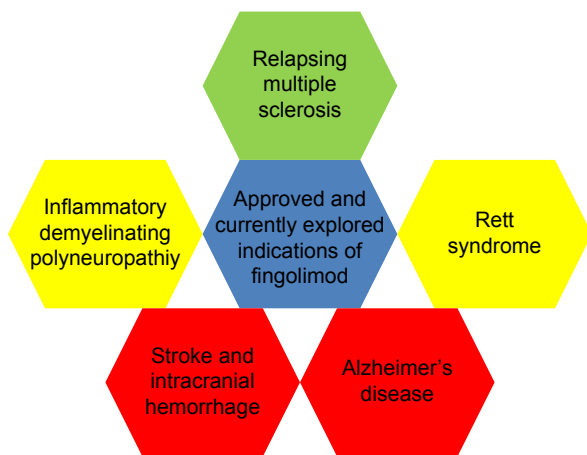 Relapsing
multiple
sclerosis
Inflammatory
demyelinating
polyneuropathiy
Approved and
currently explored
indications of
fingolimod
Rett
syndrome
Stroke and
intracranial
hemorrhage
Alzheimer’s
disease